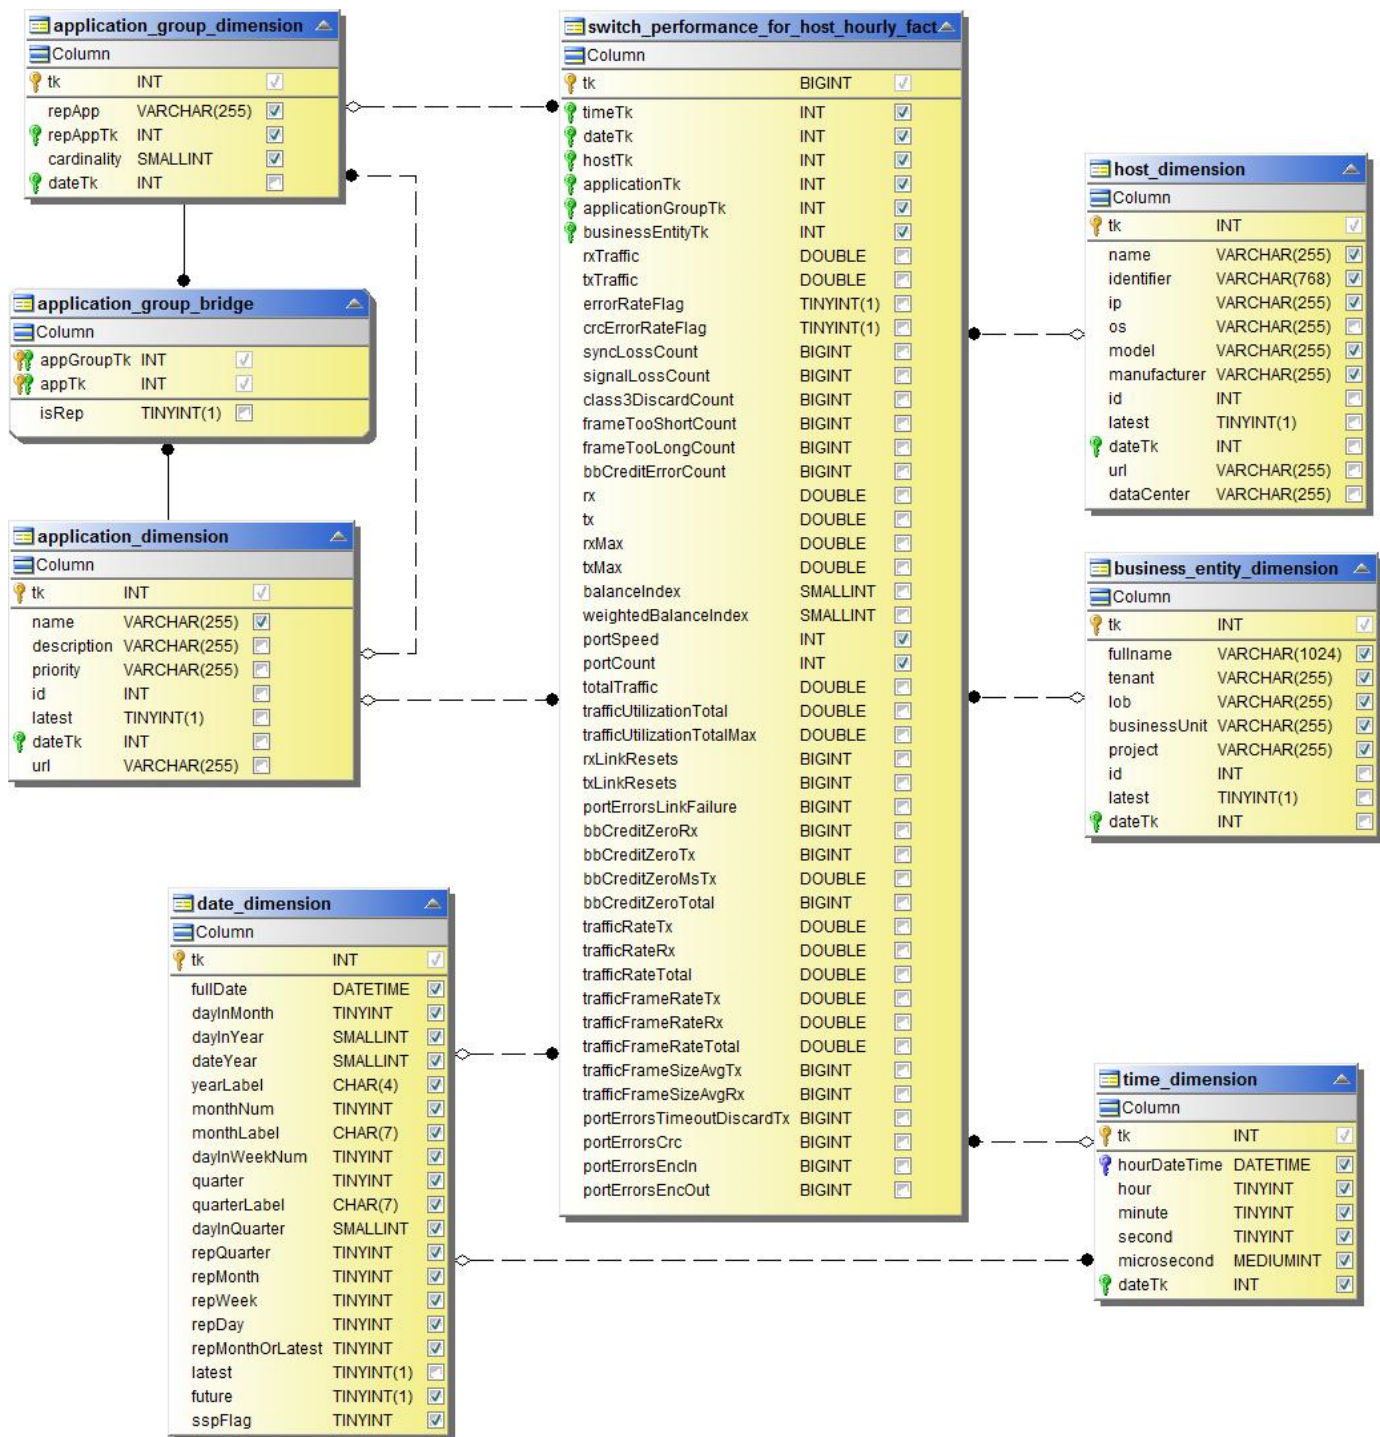 application_group_dimension
Column
tk INT
repApp VARCHAR(255)
repAppTk INT
cardinality SMALLINT
dateTk INT
application_group_bridge
Column
appGroupTk INT
appTk INT
isRep TINYINT(1)
application_dimension
Column
tk INT
name VARCHAR(255)
description VARCHAR(255)
priority VARCHAR(255)
id INT
latest TINYINT(1)
dateTk INT
url VARCHAR(255)
date_dimension
Column
tk INT
fullDate DATETIME
dayInMonth TINYINT
dayInYear SMALLINT
dateYear SMALLINT
yearLabel CHAR(4)
monthNum TINYINT
monthLabel CHAR(7)
dayInWeekNum TINYINT
quarter TINYINT
quarterLabel CHAR(7)
dayInQuarter SMALLINT
repQuarter TINYINT
repMonth TINYINT
repWeek TINYINT
repDay TINYINT
repMonthOrLatest TINYINT
latest TINYINT(1)
future TINYINT(1)
sspFlag TINYINT
switch_performance_for_host_hourly_fact
Column
tk BIGINT
timeTk INT
dateTk INT
hostTk INT
applicationTk INT
applicationGroupTk INT
businessEntityTk INT
rxTraffic DOUBLE
txTraffic DOUBLE
errorRateFlag TINYINT(1)
crcErrorRateFlag TINYINT(1)
syncLossCount BIGINT
signalLossCount BIGINT
class3DiscardCount BIGINT
frameTooShortCount BIGINT
frameTooLongCount BIGINT
bbCreditErrorCount BIGINT
rx DOUBLE
tx DOUBLE
rxMax DOUBLE
txMax DOUBLE
balanceIndex SMALLINT
weightedBalanceIndex SMALLINT
portSpeed INT
portCount INT
totalTraffic DOUBLE
trafficUtilizationTotal DOUBLE
trafficUtilizationTotalMax DOUBLE
rxLinkResets BIGINT
txLinkResets BIGINT
portErrorsLinkFailure BIGINT
bbCreditZeroRx BIGINT
bbCreditZeroTx BIGINT
bbCreditZeroMsTx DOUBLE
bbCreditZeroTotal BIGINT
trafficRateTx DOUBLE
trafficRateRx DOUBLE
trafficRateTotal DOUBLE
trafficFrameRateTx DOUBLE
trafficFrameRateRx DOUBLE
trafficFrameRateTotal DOUBLE
trafficFrameSizeAvgTx BIGINT
trafficFrameSizeAvgRx BIGINT
portErrorsTimeoutDiscardTx BIGINT
portErrorsCrc BIGINT
portErrorsEncIn BIGINT
portErrorsEncOut BIGINT
host_dimension
Column
tk INT
name VARCHAR(255)
identifier VARCHAR(768)
ip VARCHAR(255)
os VARCHAR(255)
model VARCHAR(255)
manufacturer VARCHAR(255)
id INT
latest TINYINT(1)
dateTk INT
url VARCHAR(255)
dataCenter VARCHAR(255)
business_entity_dimension
Column
tk INT
fullname VARCHAR(1024)
tenant VARCHAR(255)
lob VARCHAR(255)
businessUnit VARCHAR(255)
project VARCHAR(255)
id INT
latest TINYINT(1)
dateTk INT
time_dimension
Column
tk INT
hourDateTime DATETIME
hour TINYINT
minute TINYINT
second TINYINT
microsecond MEDIUMINT
dateTk INT